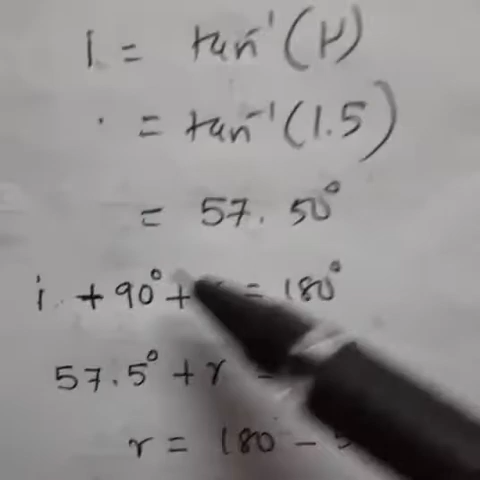 i = tan⁻¹(μ)
= tan⁻¹(1.5)
= 57.50°
i + 90° + = 180°
57.5° + r =
r = 180 -